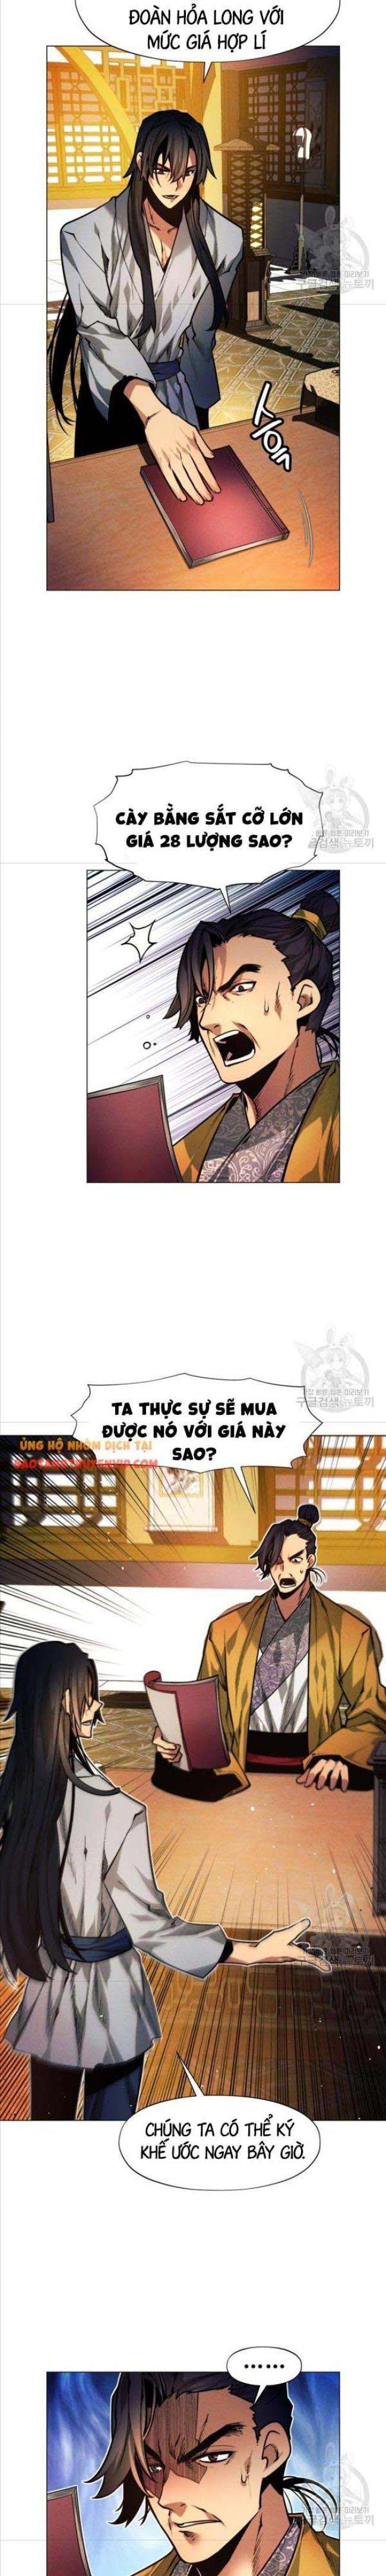 ĐOÀN HỎA LONG VỚI
MỨC GIÁ HỢP LÍ
스악
CÀY BẰNG SẮT CỠ LỚN
GIÁ 28 LƯỢNG SAO?
TA THỰC SỰ SẼ MUA
ĐƯỢC NÓ VỚI GIÁ NÀY
SAO?
ỦNG HỘ NHÓM DỊCH TẠI
CHÚNG TA CÓ THỂ KÝ
KHẾ ƯỚC NGAY BÂY GIỜ.
......